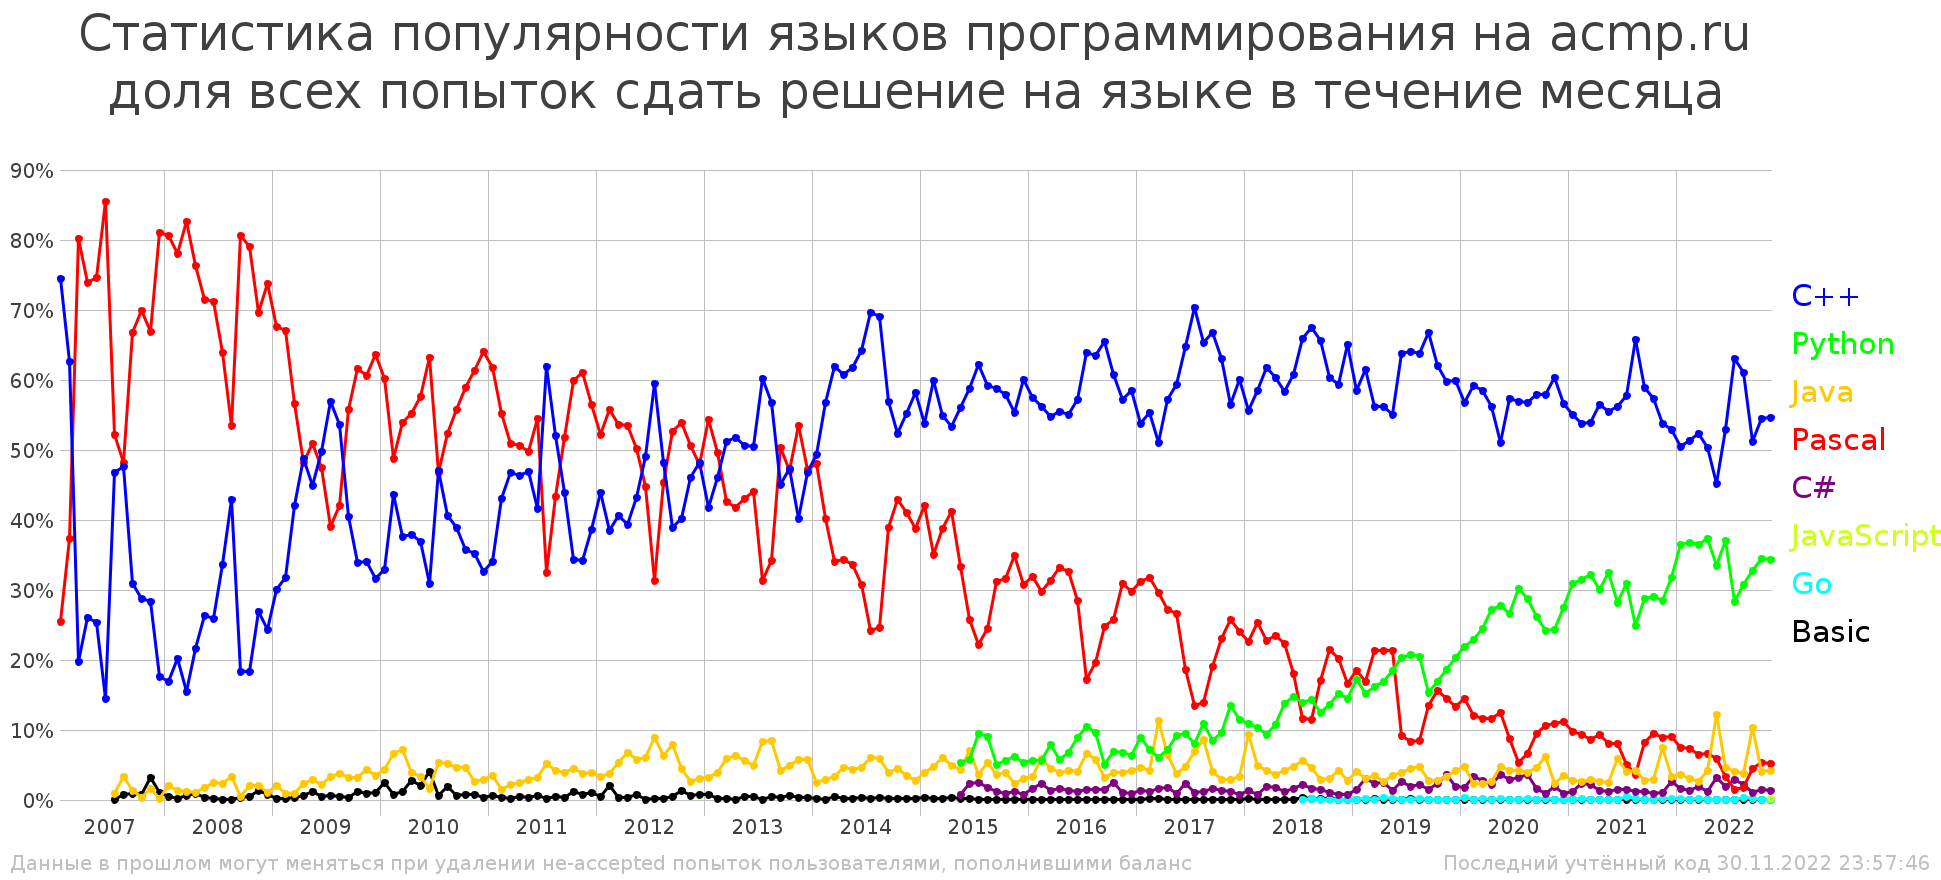 Статистика популярности языков программирования на acmp.ru
доля всех попыток сдать решение на языке в течение месяца
90%
80%
70%
60%
50%
40%
30%
20%
10%
0%
C++
Python
Java
Pascal
C#
JavaScript
Go
Basic
2007 2008 2009 2010 2011 2012 2013 2014 2015 2016 2017 2018 2019 2020 2021 2022
Данные в прошлом могут меняться при удалении не-accepted попыток пользователями, пополнившими баланс
Последний учтённый код 30.11.2022 23:57:46